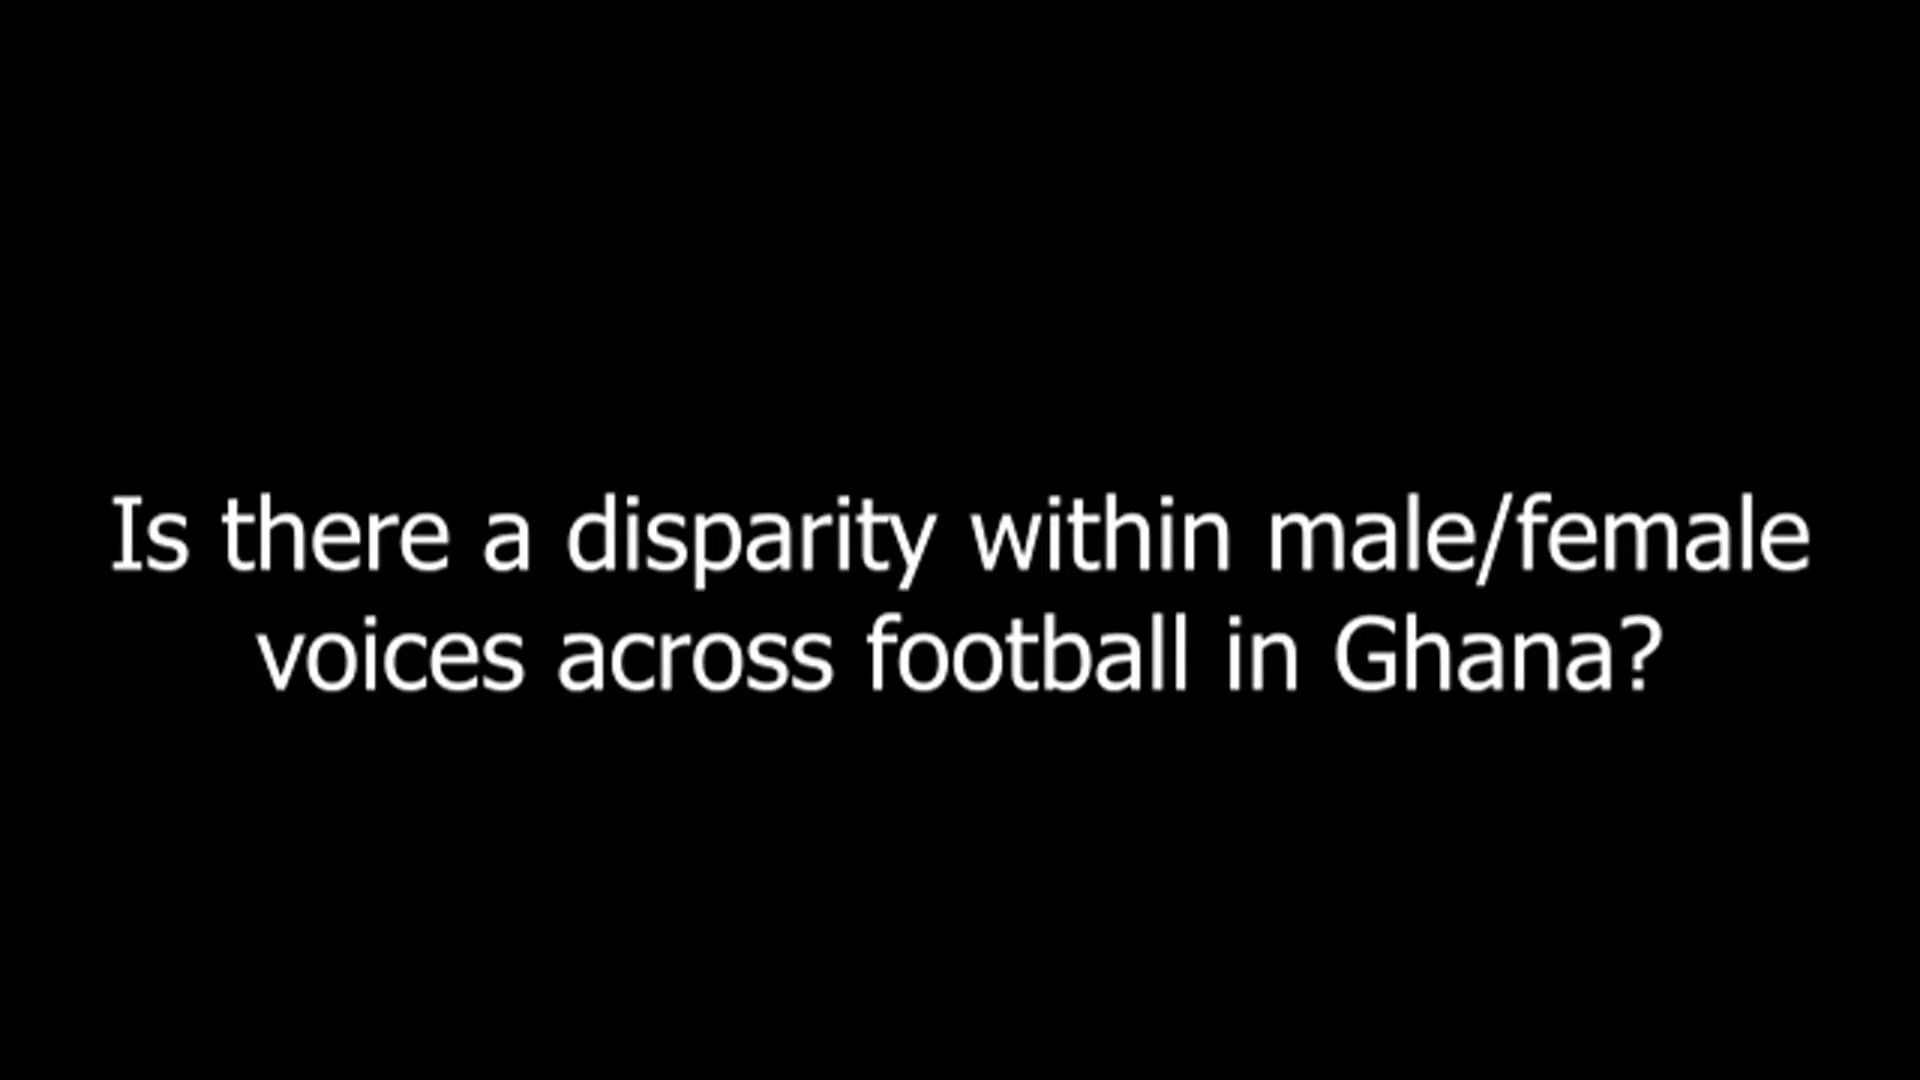 Is there a disparity within male/female
voices across football in Ghana?